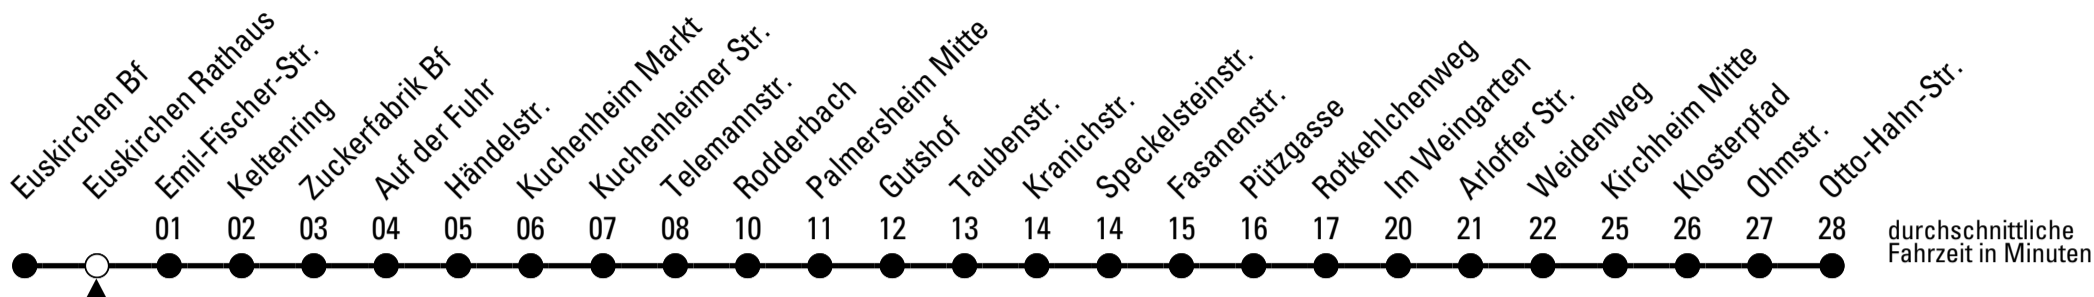 Euskirchen Bf
Euskirchen Rathaus
Emil-Fischer-Str.
Keltenring
Zuckerfabrik Bf
Auf der Fuhr
Händelstr.
Kuchenheim Markt
Kuchenheimer Str.
Telemannstr.
Rodderbach
Palmersheim Mitte
Gutshof
Taubenstr.
Kranichstr.
Speckelsteinstr.
Fasanenstr.
Pützgasse
Rotkehlchenweg
Im Weingarten
Arloffer Str.
Weidenweg
Kirchheim Mitte
Klosterpfad
Ohmstr.
Otto-Hahn-Str.
01 02 03 04 05 06 07 08 10 11 12 13 14 14 15 16 17 20 21 22 25 26 27 28
durchschnittliche
Fahrzeit in Minuten